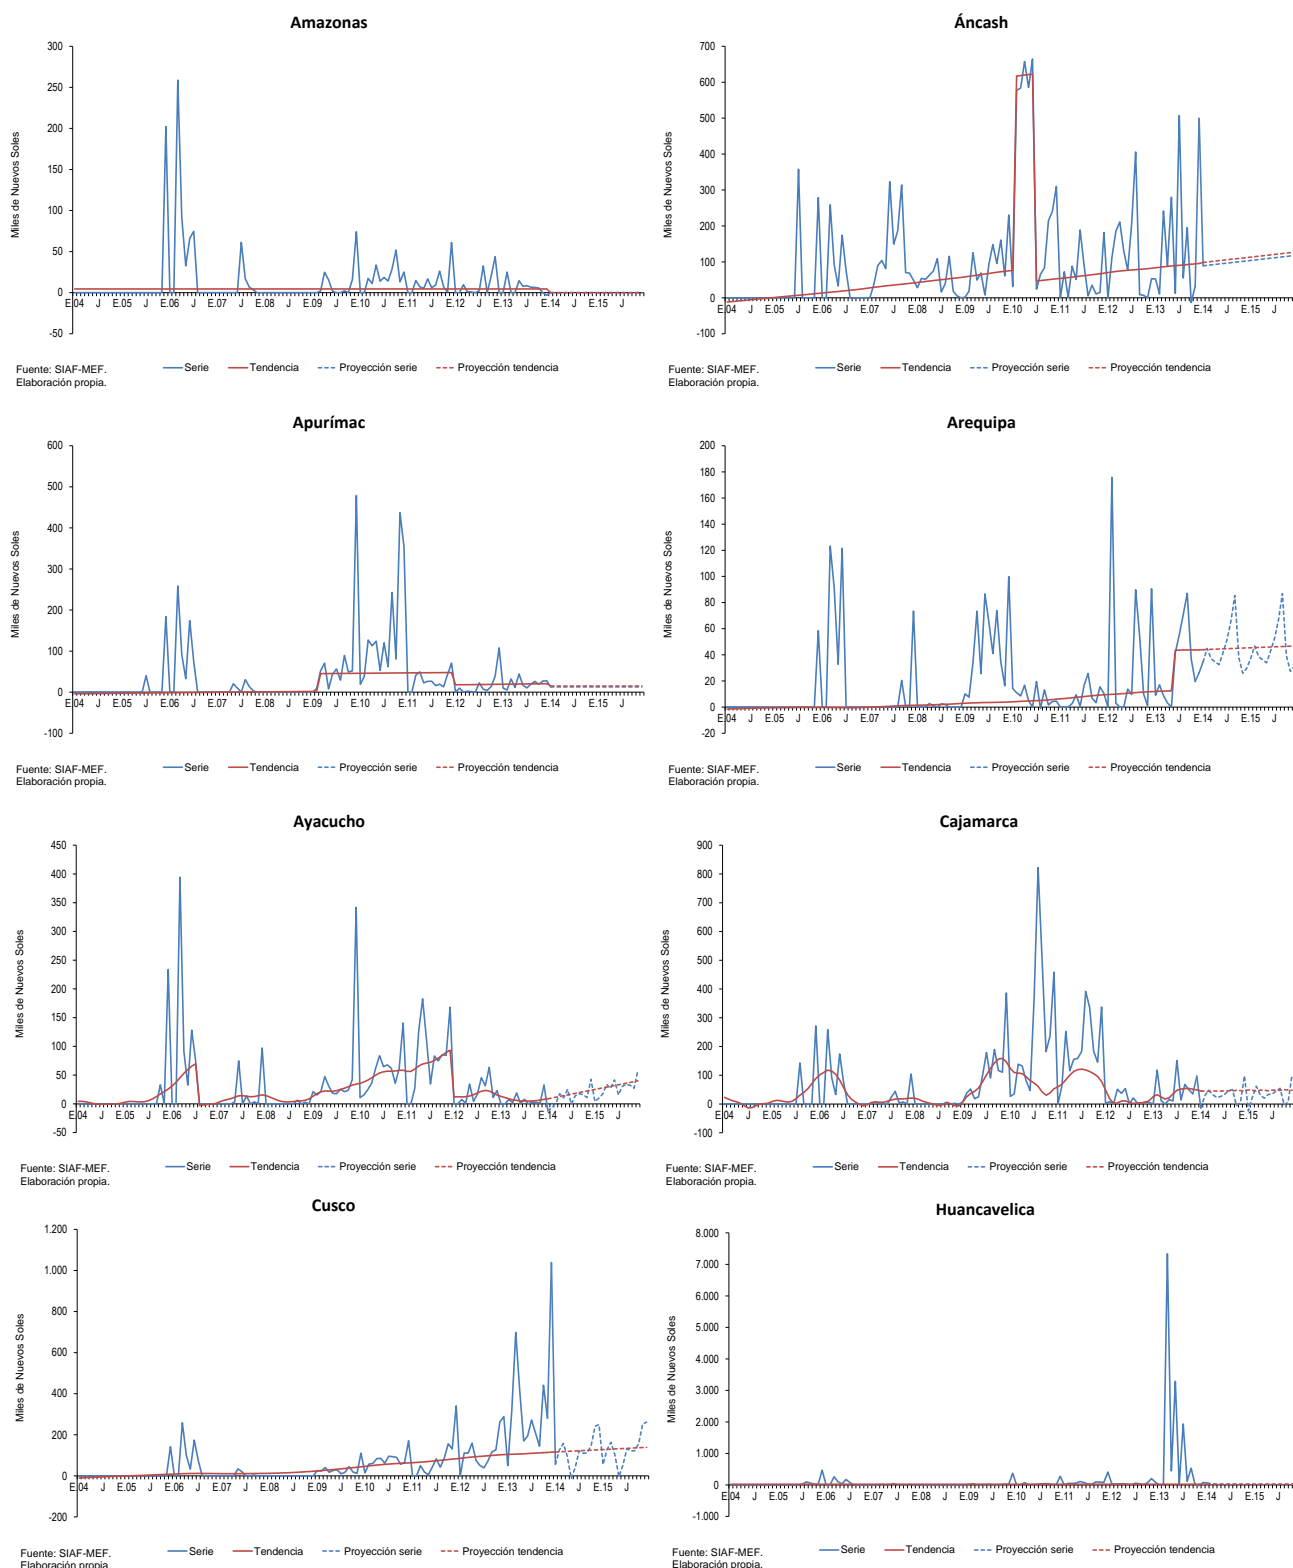 Amazonas
300
250
200
150
100
50
0
-50
Miles de Nuevos Soles
E.04 J E.05 J E.06 J E.07 J E.08 J E.09 J E.10 J E.11 J E.12 J E.13 J E.14 J E.15 J
Serie Tendencia Proyección serie Proyección tendencia
Fuente: SIAF-MEF.
Elaboración propia.
Áncash
700
600
500
400
300
200
100
0
-100
Miles de Nuevos Soles
E.04 J E.05 J E.06 J E.07 J E.08 J E.09 J E.10 J E.11 J E.12 J E.13 J E.14 J E.15 J
Serie Tendencia Proyección serie Proyección tendencia
Fuente: SIAF-MEF.
Elaboración propia.
Apurímac
600
500
400
300
200
100
0
-100
Miles de Nuevos Soles
E.04 J E.05 J E.06 J E.07 J E.08 J E.09 J E.10 J E.11 J E.12 J E.13 J E.14 J E.15 J
Serie Tendencia Proyección serie Proyección tendencia
Fuente: SIAF-MEF.
Elaboración propia.
Arequipa
200
180
160
140
120
100
80
60
40
20
0
-20
Miles de Nuevos Soles
E.04 J E.05 J E.06 J E.07 J E.08 J E.09 J E.10 J E.11 J E.12 J E.13 J E.14 J E.15 J
Serie Tendencia Proyección serie Proyección tendencia
Fuente: SIAF-MEF.
Elaboración propia.
Ayacucho
450
400
350
300
250
200
150
100
50
0
-50
Miles de Nuevos Soles
E.04 J E.05 J E.06 J E.07 J E.08 J E.09 J E.10 J E.11 J E.12 J E.13 J E.14 J E.15 J
Serie Tendencia Proyección serie Proyección tendencia
Fuente: SIAF-MEF.
Elaboración propia.
Cajamarca
900
800
700
600
500
400
300
200
100
0
-100
Miles de Nuevos Soles
E.04 J E.05 J E.06 J E.07 J E.08 J E.09 J E.10 J E.11 J E.12 J E.13 J E.14 J E.15 J
Serie Tendencia Proyección serie Proyección tendencia
Fuente: SIAF-MEF.
Elaboración propia.
Cusco
1.200
1.000
800
600
400
200
0
-200
Miles de Nuevos Soles
E.04 J E.05 J E.06 J E.07 J E.08 J E.09 J E.10 J E.11 J E.12 J E.13 J E.14 J E.15 J
Serie Tendencia Proyección serie Proyección tendencia
Fuente: SIAF-MEF.
Elaboración propia.
Huancavelica
8.000
7.000
6.000
5.000
4.000
3.000
2.000
1.000
0
-1.000
Miles de Nuevos Soles
E.04 J E.05 J E.06 J E.07 J E.08 J E.09 J E.10 J E.11 J E.12 J E.13 J E.14 J E.15 J
Serie Tendencia Proyección serie Proyección tendencia
Fuente: SIAF-MEF.
Elaboración propia.